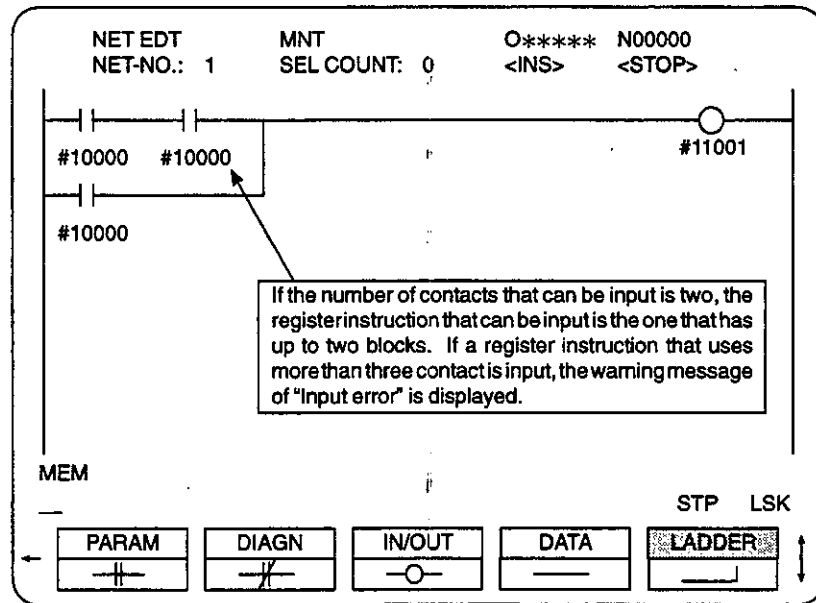 NET EDT MNT O***** N00000
NET-NO.: 1 SEL COUNT: 0 <INS> <STOP>
#10000 #10000 #11001
#10000
If the number of contacts that can be input is two, the
register instruction that can be input is the one that has
up to two blocks. If a register instruction that uses
more than three contact is input, the warning message
of "Input error" is displayed.
MEM
STP LSK
PARAM DIAGN IN/OUT DATA LADDER